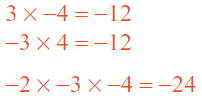 3 × −4 = −12
−3 × 4 = −12
−2 × −3 × −4 = −24